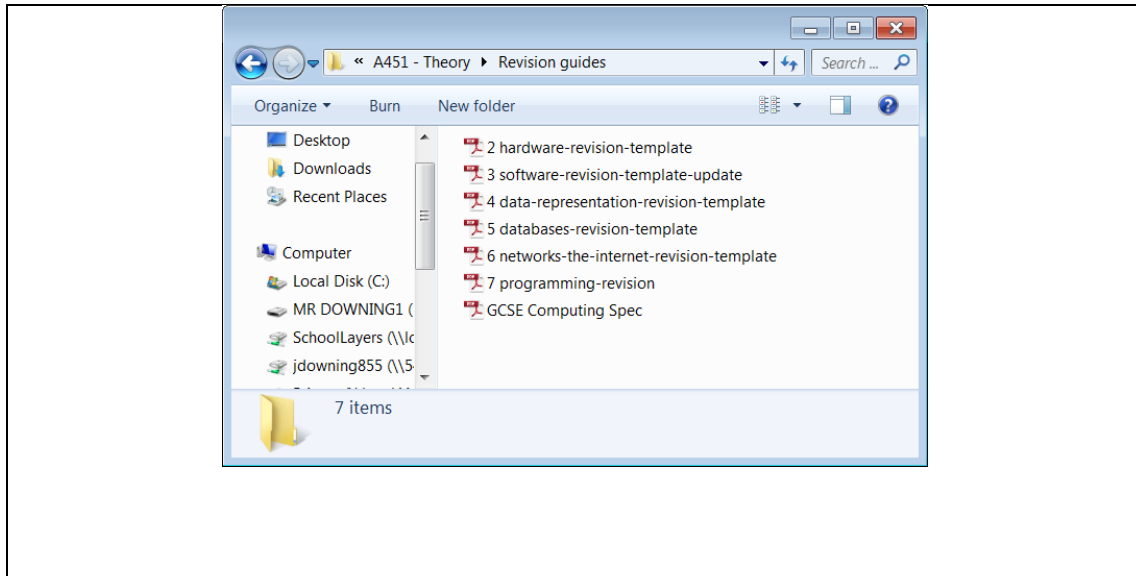 « A451 - Theory ▸ Revision guides
Search ...
Organize
Burn
New folder
Desktop
Downloads
Recent Places
Computer
Local Disk (C:)
MR DOWNING1 (
SchoolLayers (\\lc
jdowning855 (\\5-
2 hardware-revision-template
3 software-revision-template-update
4 data-representation-revision-template
5 databases-revision-template
6 networks-the-internet-revision-template
7 programming-revision
GCSE Computing Spec
7 items